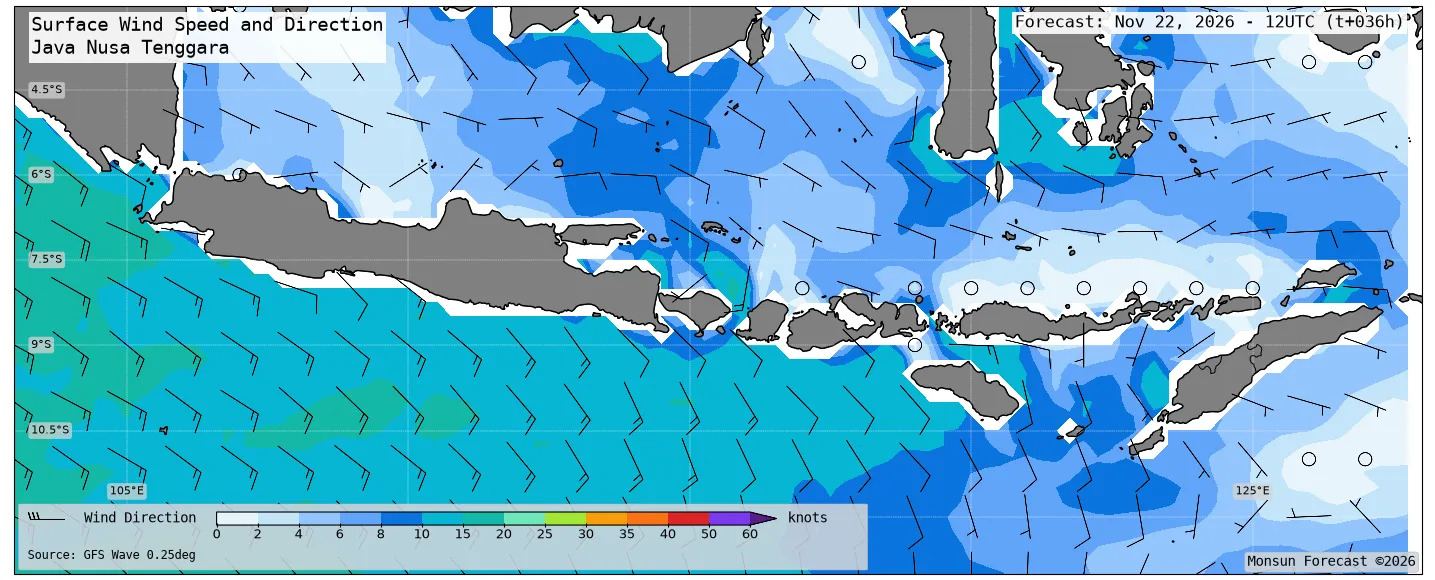 Surface Wind Speed and Direction
Java Nusa Tenggara
Forecast: Nov 22, 2026 - 12UTC (t+036h)
4.5°S
6°S
7.5°S
9°S
10.5°S
105°E
125°E
Wind Direction
0 2 4 6 8 10 15 20 25 30 35 40 50 60
knots
Source: GFS Wave 0.25deg
Monsun Forecast ©2026